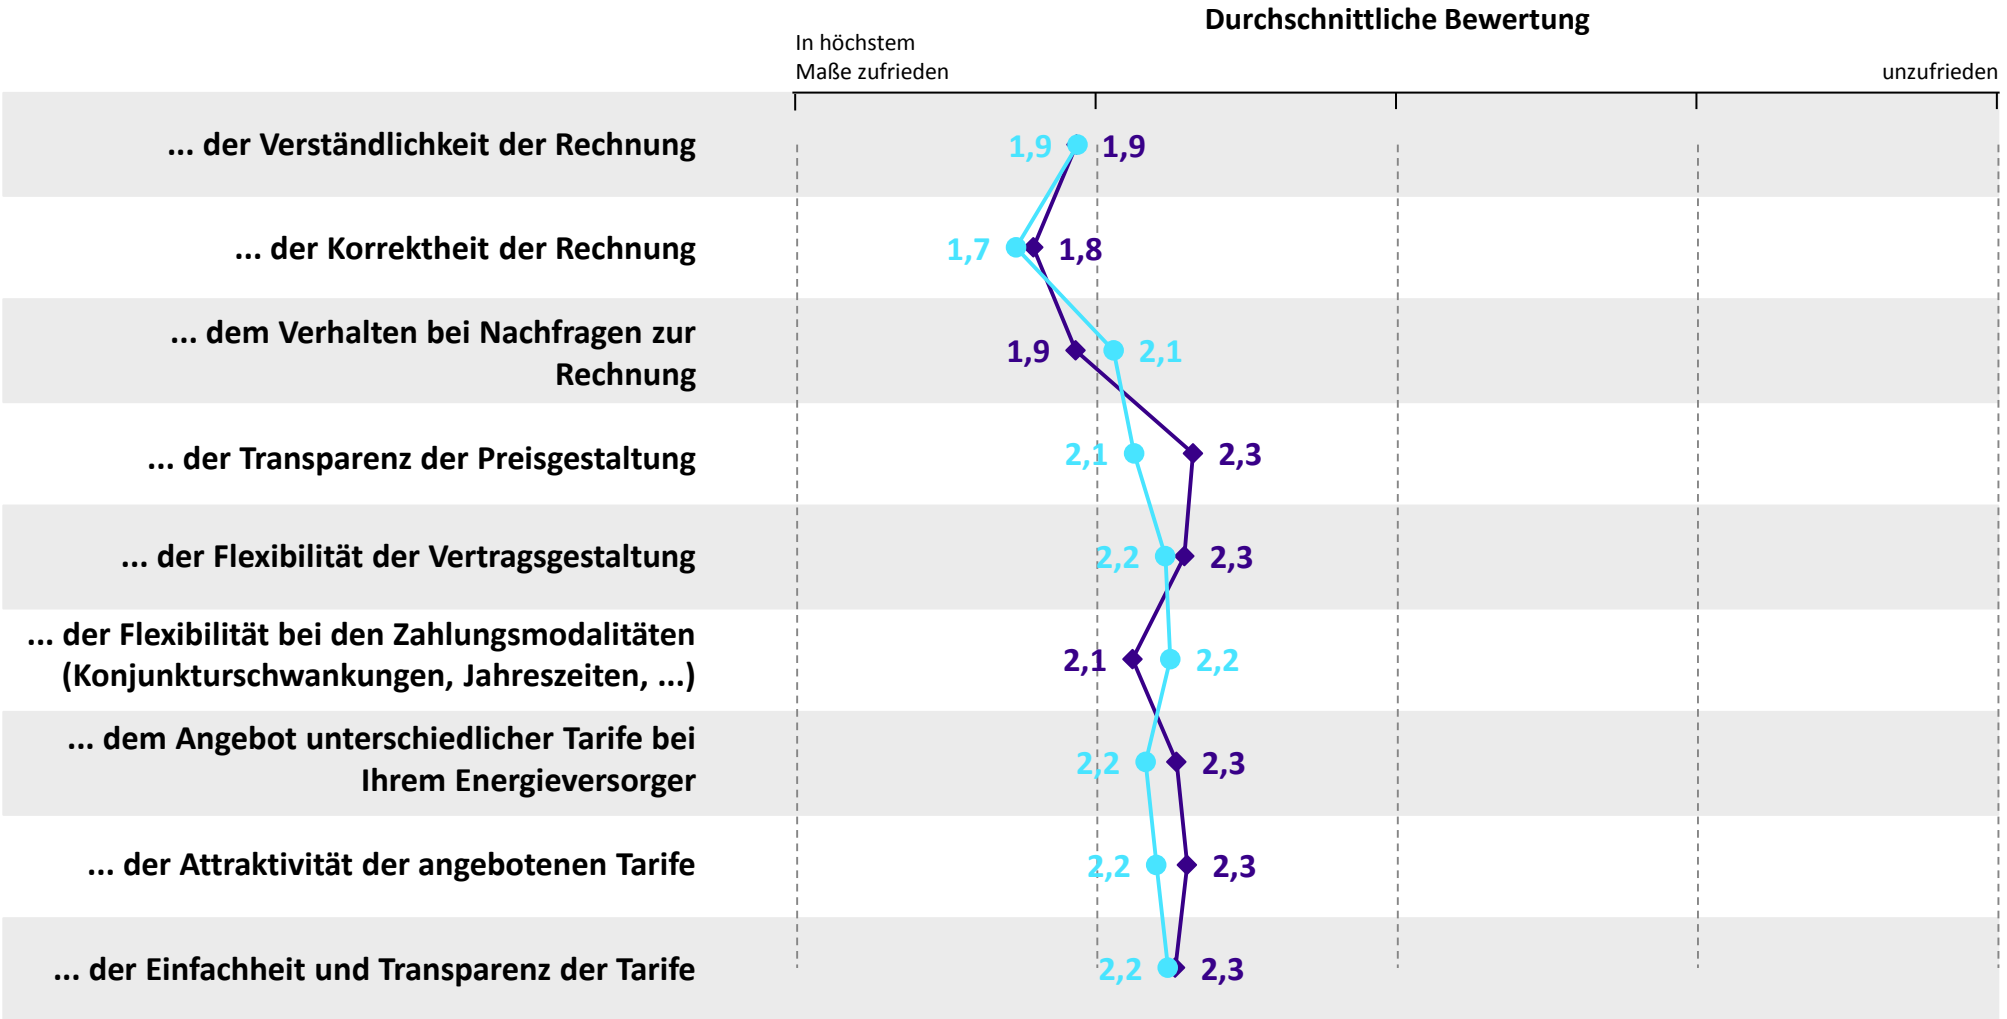 Durchschnittliche Bewertung
In höchstem
Maße zufrieden
unzufrieden
... der Verständlichkeit der Rechnung
1,9 1,9
... der Korrektheit der Rechnung
1,7 1,8
... dem Verhalten bei Nachfragen zur
Rechnung
1,9 2,1
... der Transparenz der Preisgestaltung
2,1 2,3
... der Flexibilität der Vertragsgestaltung
2,2 2,3
... der Flexibilität bei den Zahlungsmodalitäten
(Konjunkturschwankungen, Jahreszeiten, ...)
2,1 2,2
... dem Angebot unterschiedlicher Tarife bei
Ihrem Energieversorger
2,2 2,3
... der Attraktivität der angebotenen Tarife
2,2 2,3
... der Einfachheit und Transparenz der Tarife
2,2 2,3